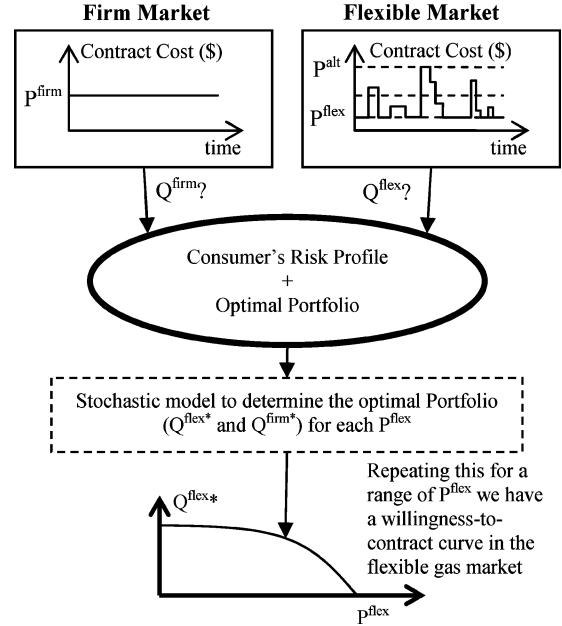 Firm Market
Contract Cost ($)
P^firm
time
Flexible Market
Contract Cost ($)
P^alt
P^flex
time
Q^firm?
Q^flex?
Consumer's Risk Profile
+
Optimal Portfolio
Stochastic model to determine the optimal Portfolio
(Q^flex* and Q^firm*) for each P^flex
Repeating this for a
range of P^flex we have
a willingness-to-
contract curve in the
flexible gas market
Q^flex*
P^flex